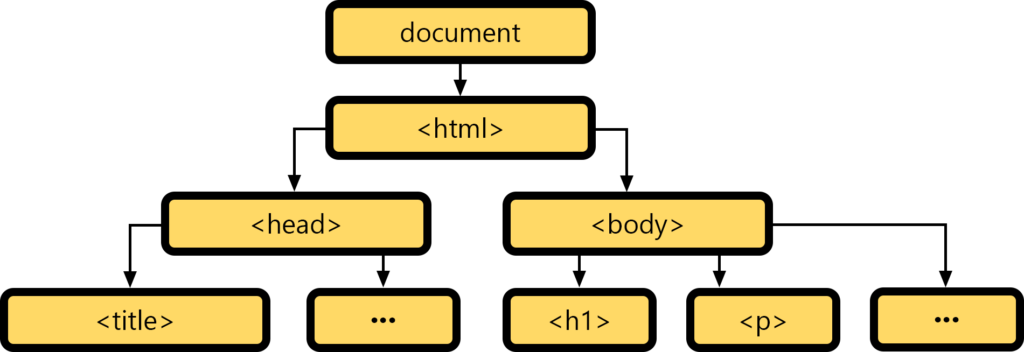 document
<html>
<head>
<body>
<title>
•••
<h1>
<p>
•••